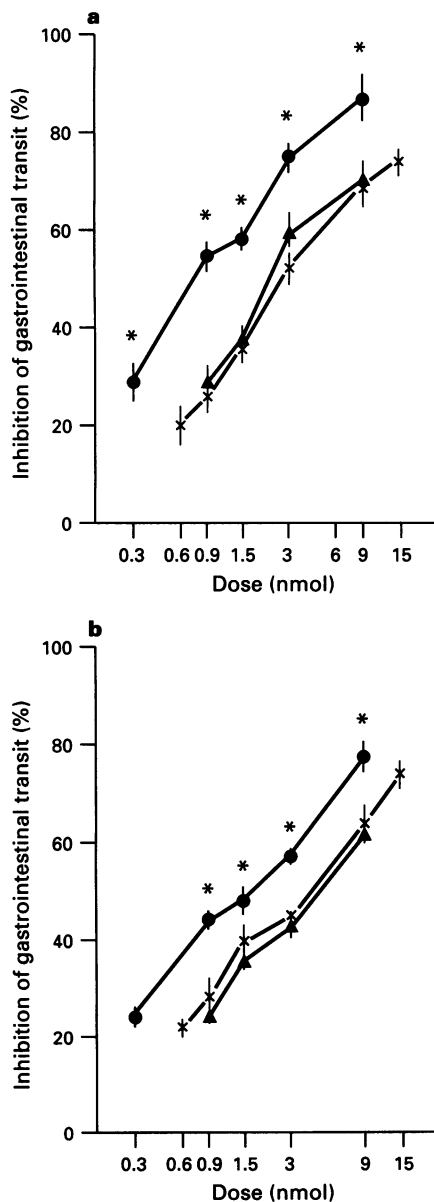 a
Inhibition of gastrointestinal transit (%)
100
80
60
40
20
0
*
*
*
*
*
0.3 0.6 0.9 1.5 3 6 9 15
Dose (nmol)
b
Inhibition of gastrointestinal transit (%)
100
80
60
40
20
0
*
*
*
*
0.3 0.6 0.9 1.5 3 9 15
Dose (nmol)